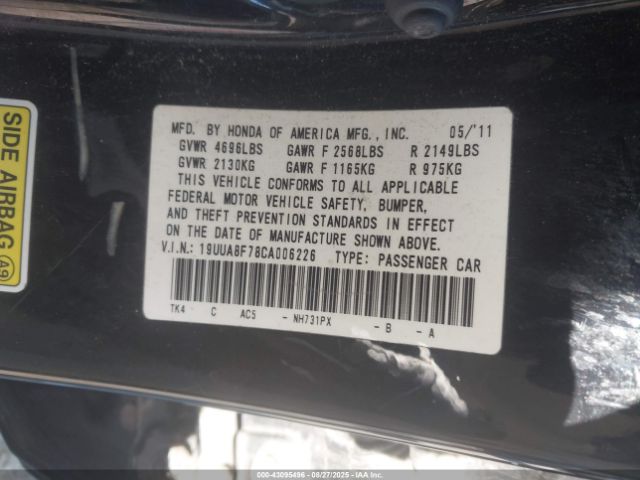 SIDE AIRBAG A9
MFD. BY HONDA OF AMERICA MFG., INC. 05/'11
GVWR 4696LBS GAWR F 2568LBS R 2149LBS
GVWR 2130KG GAWR F 1165KG R 975KG
THIS VEHICLE CONFORMS TO ALL APPLICABLE
FEDERAL MOTOR VEHICLE SAFETY, BUMPER,
AND THEFT PREVENTION STANDARDS IN EFFECT
ON THE DATE OF MANUFACTURE SHOWN ABOVE.
V.I.N.: 19UUA8F78CA006226 TYPE: PASSENGER CAR
TK4 C AC5 - NH731PX - B - A
000-43095496 - 08/27/2025 - IAAI.COM